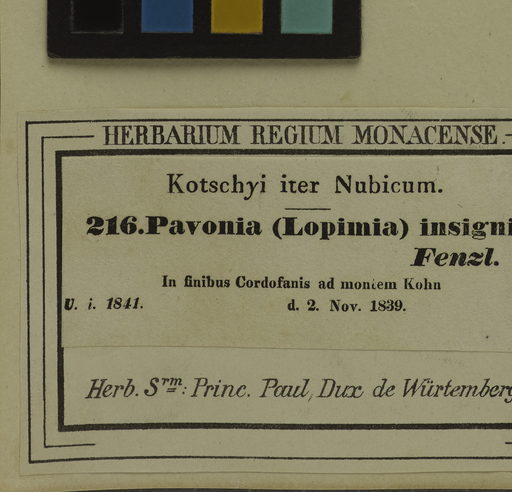 HERBARIUM REGIUM MONACENSE.
Kotschyi iter Nubicum.
216. Pavonia (Lopimia) insigni
Fenzl.
In finibus Cordofanis ad montem Kohn
U. i. 1841. d. 2. Nov. 1839.
Herb. Srm: Princ. Paul, Dux de Würtemberg